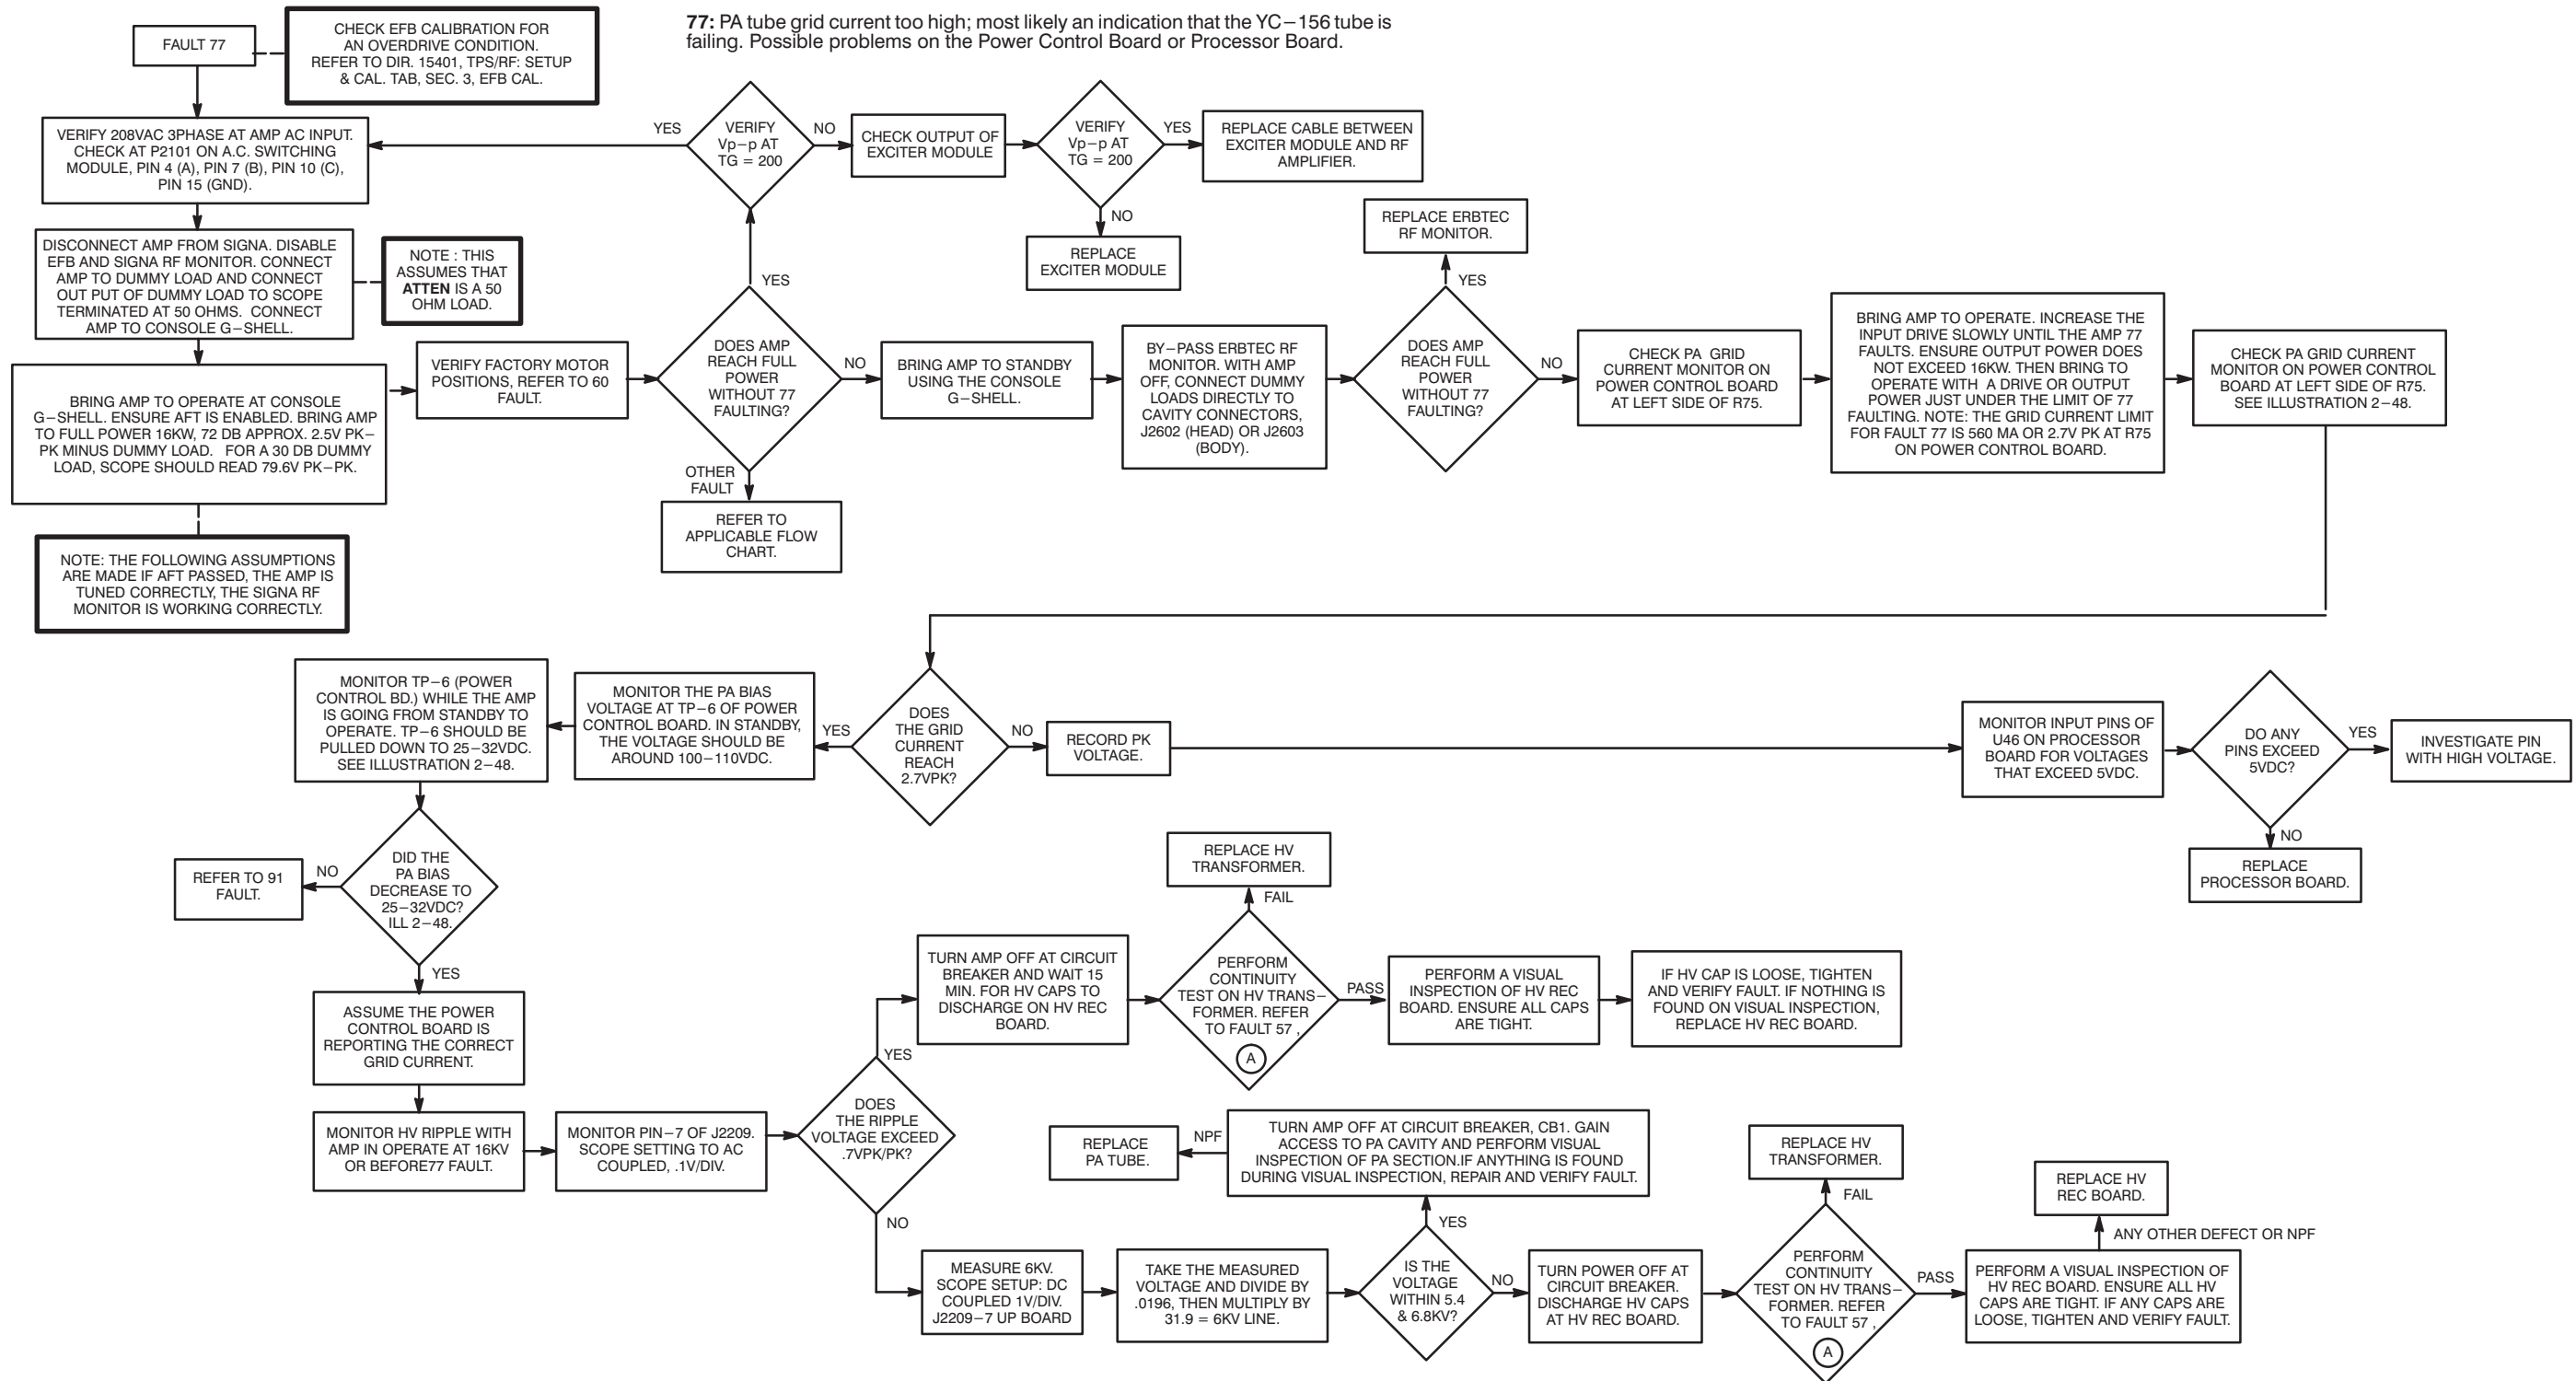 77: PA tube grid current too high; most likely an indication that the YC−156 tube is
failing. Possible problems on the Power Control Board or Processor Board.
FAULT 77
CHECK EFB CALIBRATION FOR
AN OVERDRIVE CONDITION.
REFER TO DIR. 15401, TPS/RF: SETUP
& CAL. TAB, SEC. 3, EFB CAL.
VERIFY 208VAC 3PHASE AT AMP AC INPUT.
CHECK AT P2101 ON A.C. SWITCHING
MODULE, PIN 4 (A), PIN 7 (B), PIN 10 (C),
PIN 15 (GND).
YES
VERIFY
Vp−p AT
TG = 200
NO
CHECK OUTPUT OF
EXCITER MODULE
VERIFY
Vp−p AT
TG = 200
YES
REPLACE CABLE BETWEEN
EXCITER MODULE AND RF
AMPLIFIER.
NO
REPLACE
EXCITER MODULE
DISCONNECT AMP FROM SIGNA. DISABLE
EFB AND SIGNA RF MONITOR. CONNECT
AMP TO DUMMY LOAD AND CONNECT
OUT PUT OF DUMMY LOAD TO SCOPE
TERMINATED AT 50 OHMS. CONNECT
AMP TO CONSOLE G−SHELL.
NOTE : THIS
ASSUMES THAT
ATTEN IS A 50
OHM LOAD.
BRING AMP TO OPERATE AT CONSOLE
G−SHELL. ENSURE AFT IS ENABLED. BRING AMP
TO FULL POWER 16KW, 72 DB APPROX. 2.5V PK−
PK MINUS DUMMY LOAD. FOR A 30 DB DUMMY
LOAD, SCOPE SHOULD READ 79.6V PK−PK.
NOTE: THE FOLLOWING ASSUMPTIONS
ARE MADE IF AFT PASSED, THE AMP IS
TUNED CORRECTLY, THE SIGNA RF
MONITOR IS WORKING CORRECTLY.
VERIFY FACTORY MOTOR
POSITIONS, REFER TO 60
FAULT.
YES
DOES AMP
REACH FULL
POWER
WITHOUT 77
FAULTING?
NO
OTHER
FAULT
REFER TO
APPLICABLE FLOW
CHART.
BRING AMP TO STANDBY
USING THE CONSOLE
G−SHELL.
BY−PASS ERBTEC RF
MONITOR. WITH AMP
OFF, CONNECT DUMMY
LOADS DIRECTLY TO
CAVITY CONNECTORS,
J2602 (HEAD) OR J2603
(BODY).
REPLACE ERBTEC
RF MONITOR.
YES
DOES AMP
REACH FULL
POWER
WITHOUT 77
FAULTING?
NO
CHECK PA GRID
CURRENT MONITOR ON
POWER CONTROL BOARD
AT LEFT SIDE OF R75.
BRING AMP TO OPERATE. INCREASE THE
INPUT DRIVE SLOWLY UNTIL THE AMP 77
FAULTS. ENSURE OUTPUT POWER DOES
NOT EXCEED 16KW. THEN BRING TO
OPERATE WITH A DRIVE OR OUTPUT
POWER JUST UNDER THE LIMIT OF 77
FAULTING. NOTE: THE GRID CURRENT LIMIT
FOR FAULT 77 IS 560 MA OR 2.7V PK AT R75
ON POWER CONTROL BOARD.
CHECK PA GRID CURRENT
MONITOR ON POWER CONTROL
BOARD AT LEFT SIDE OF R75.
SEE ILLUSTRATION 2−48.
MONITOR TP−6 (POWER
CONTROL BD.) WHILE THE AMP
IS GOING FROM STANDBY TO
OPERATE. TP−6 SHOULD BE
PULLED DOWN TO 25−32VDC.
SEE ILLUSTRATION 2−48.
MONITOR THE PA BIAS
VOLTAGE AT TP−6 OF POWER
CONTROL BOARD. IN STANDBY,
THE VOLTAGE SHOULD BE
AROUND 100−110VDC.
YES
DOES
THE GRID
CURRENT
REACH
2.7VPK?
NO
RECORD PK
VOLTAGE.
MONITOR INPUT PINS OF
U46 ON PROCESSOR
BOARD FOR VOLTAGES
THAT EXCEED 5VDC.
DO ANY
PINS EXCEED
5VDC?
YES
INVESTIGATE PIN
WITH HIGH VOLTAGE.
NO
REPLACE
PROCESSOR BOARD.
REFER TO 91
FAULT.
NO
DID THE
PA BIAS
DECREASE TO
25−32VDC?
ILL 2−48.
YES
ASSUME THE POWER
CONTROL BOARD IS
REPORTING THE CORRECT
GRID CURRENT.
MONITOR HV RIPPLE WITH
AMP IN OPERATE AT 16KV
OR BEFORE77 FAULT.
MONITOR PIN−7 OF J2209.
SCOPE SETTING TO AC
COUPLED, .1V/DIV.
YES
DOES
THE RIPPLE
VOLTAGE EXCEED
.7VPK/PK?
NO
TURN AMP OFF AT CIRCUIT
BREAKER AND WAIT 15
MIN. FOR HV CAPS TO
DISCHARGE ON HV REC
BOARD.
REPLACE HV
TRANSFORMER.
FAIL
PERFORM
CONTINUITY
TEST ON HV TRANS−
FORMER. REFER
TO FAULT 57 ,
A
PASS
PERFORM A VISUAL
INSPECTION OF HV REC
BOARD. ENSURE ALL CAPS
ARE TIGHT.
IF HV CAP IS LOOSE, TIGHTEN
AND VERIFY FAULT. IF NOTHING IS
FOUND ON VISUAL INSPECTION,
REPLACE HV REC BOARD.
REPLACE
PA TUBE.
NPF
TURN AMP OFF AT CIRCUIT BREAKER, CB1. GAIN
ACCESS TO PA CAVITY AND PERFORM VISUAL
INSPECTION OF PA SECTION.IF ANYTHING IS FOUND
DURING VISUAL INSPECTION, REPAIR AND VERIFY FAULT.
MEASURE 6KV.
SCOPE SETUP: DC
COUPLED 1V/DIV.
J2209−7 UP BOARD
TAKE THE MEASURED
VOLTAGE AND DIVIDE BY
.0196, THEN MULTIPLY BY
31.9 = 6KV LINE.
YES
IS THE
VOLTAGE
WITHIN 5.4
& 6.8KV?
NO
TURN POWER OFF AT
CIRCUIT BREAKER.
DISCHARGE HV CAPS
AT HV REC BOARD.
REPLACE HV
TRANSFORMER.
FAIL
PERFORM
CONTINUITY
TEST ON HV TRANS−
FORMER. REFER
TO FAULT 57 ,
A
PASS
REPLACE HV
REC BOARD.
ANY OTHER DEFECT OR NPF
PERFORM A VISUAL INSPECTION OF
HV REC BOARD. ENSURE ALL HV
CAPS ARE TIGHT. IF ANY CAPS ARE
LOOSE, TIGHTEN AND VERIFY FAULT.